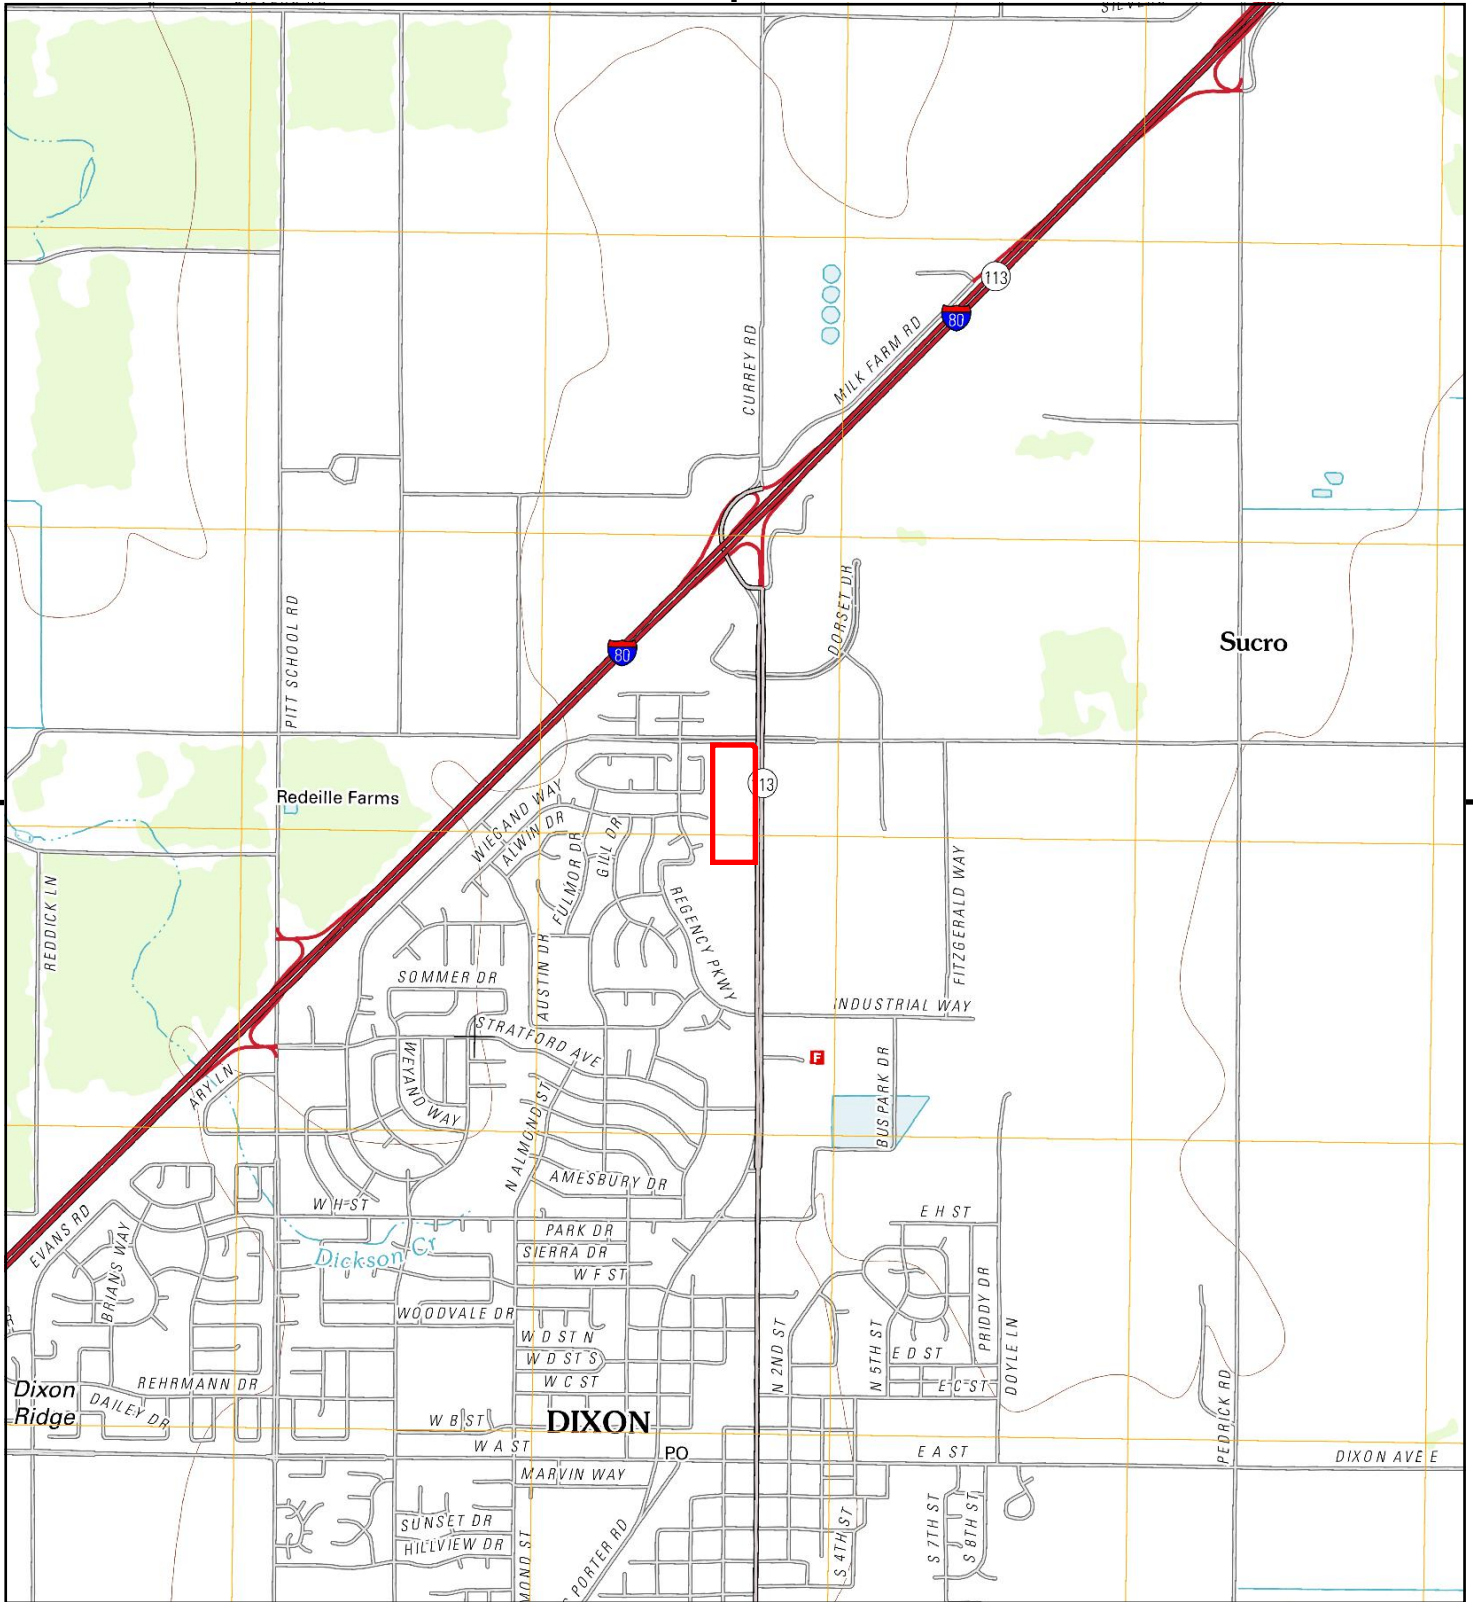 113
80
CURREY RD
MILK FARM RD
PITT SCHOOL RD
DORSET DR
80
Sucro
Redeille Farms
WIEGAND WAY
ALWIN DR
FULMOR DR
GILL DR
REGENCY PKWY
FITZGERALD WAY
REDDICK LN
AUSTIN DR
SOMMER DR
INDUSTRIAL WAY
STRATFORD AVE
F
WEYAND WAY
ARY LN
BUSPARK DR
N ALMOND ST
AMESBURY DR
W H ST
E H ST
EVANS RD
PARK DR
Dickson Cr
SIERRA DR
BRIANS WAY
W F ST
PRIDDY DR
WOODVALE DR
W D ST N
N 2ND ST
N 5TH ST
E D ST
DOYLE LN
W D ST S
W C ST
E C ST
REHRMANN DR
Dixon
Ridge
DAILEY DR
W B ST
DIXON
PEDRICK RD
W A ST
PO
E A ST
DIXON AVE E
MARVIN WAY
SUNSET DR
HILLVIEW DR
MOND ST
PORTER RD
S 4TH ST
S 7TH ST
S 8TH ST